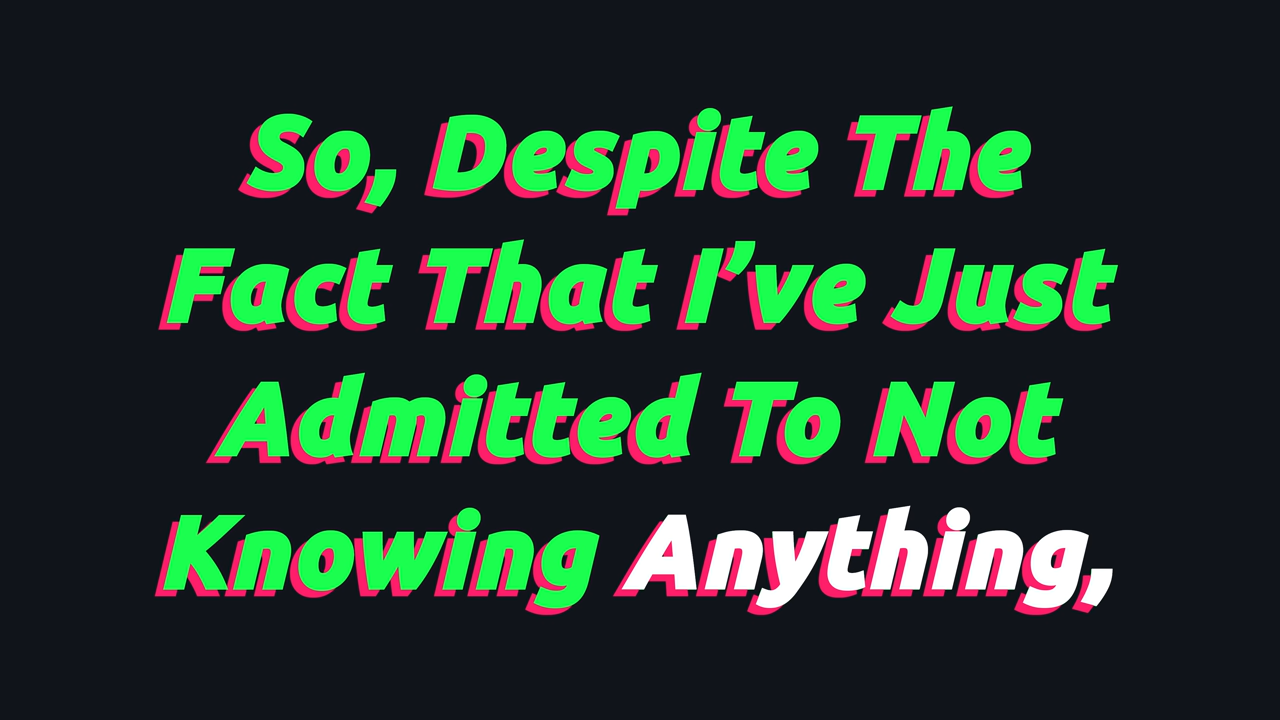 So, Despite The
Fact That I’ve Just
Admitted To Not
Knowing Anything,